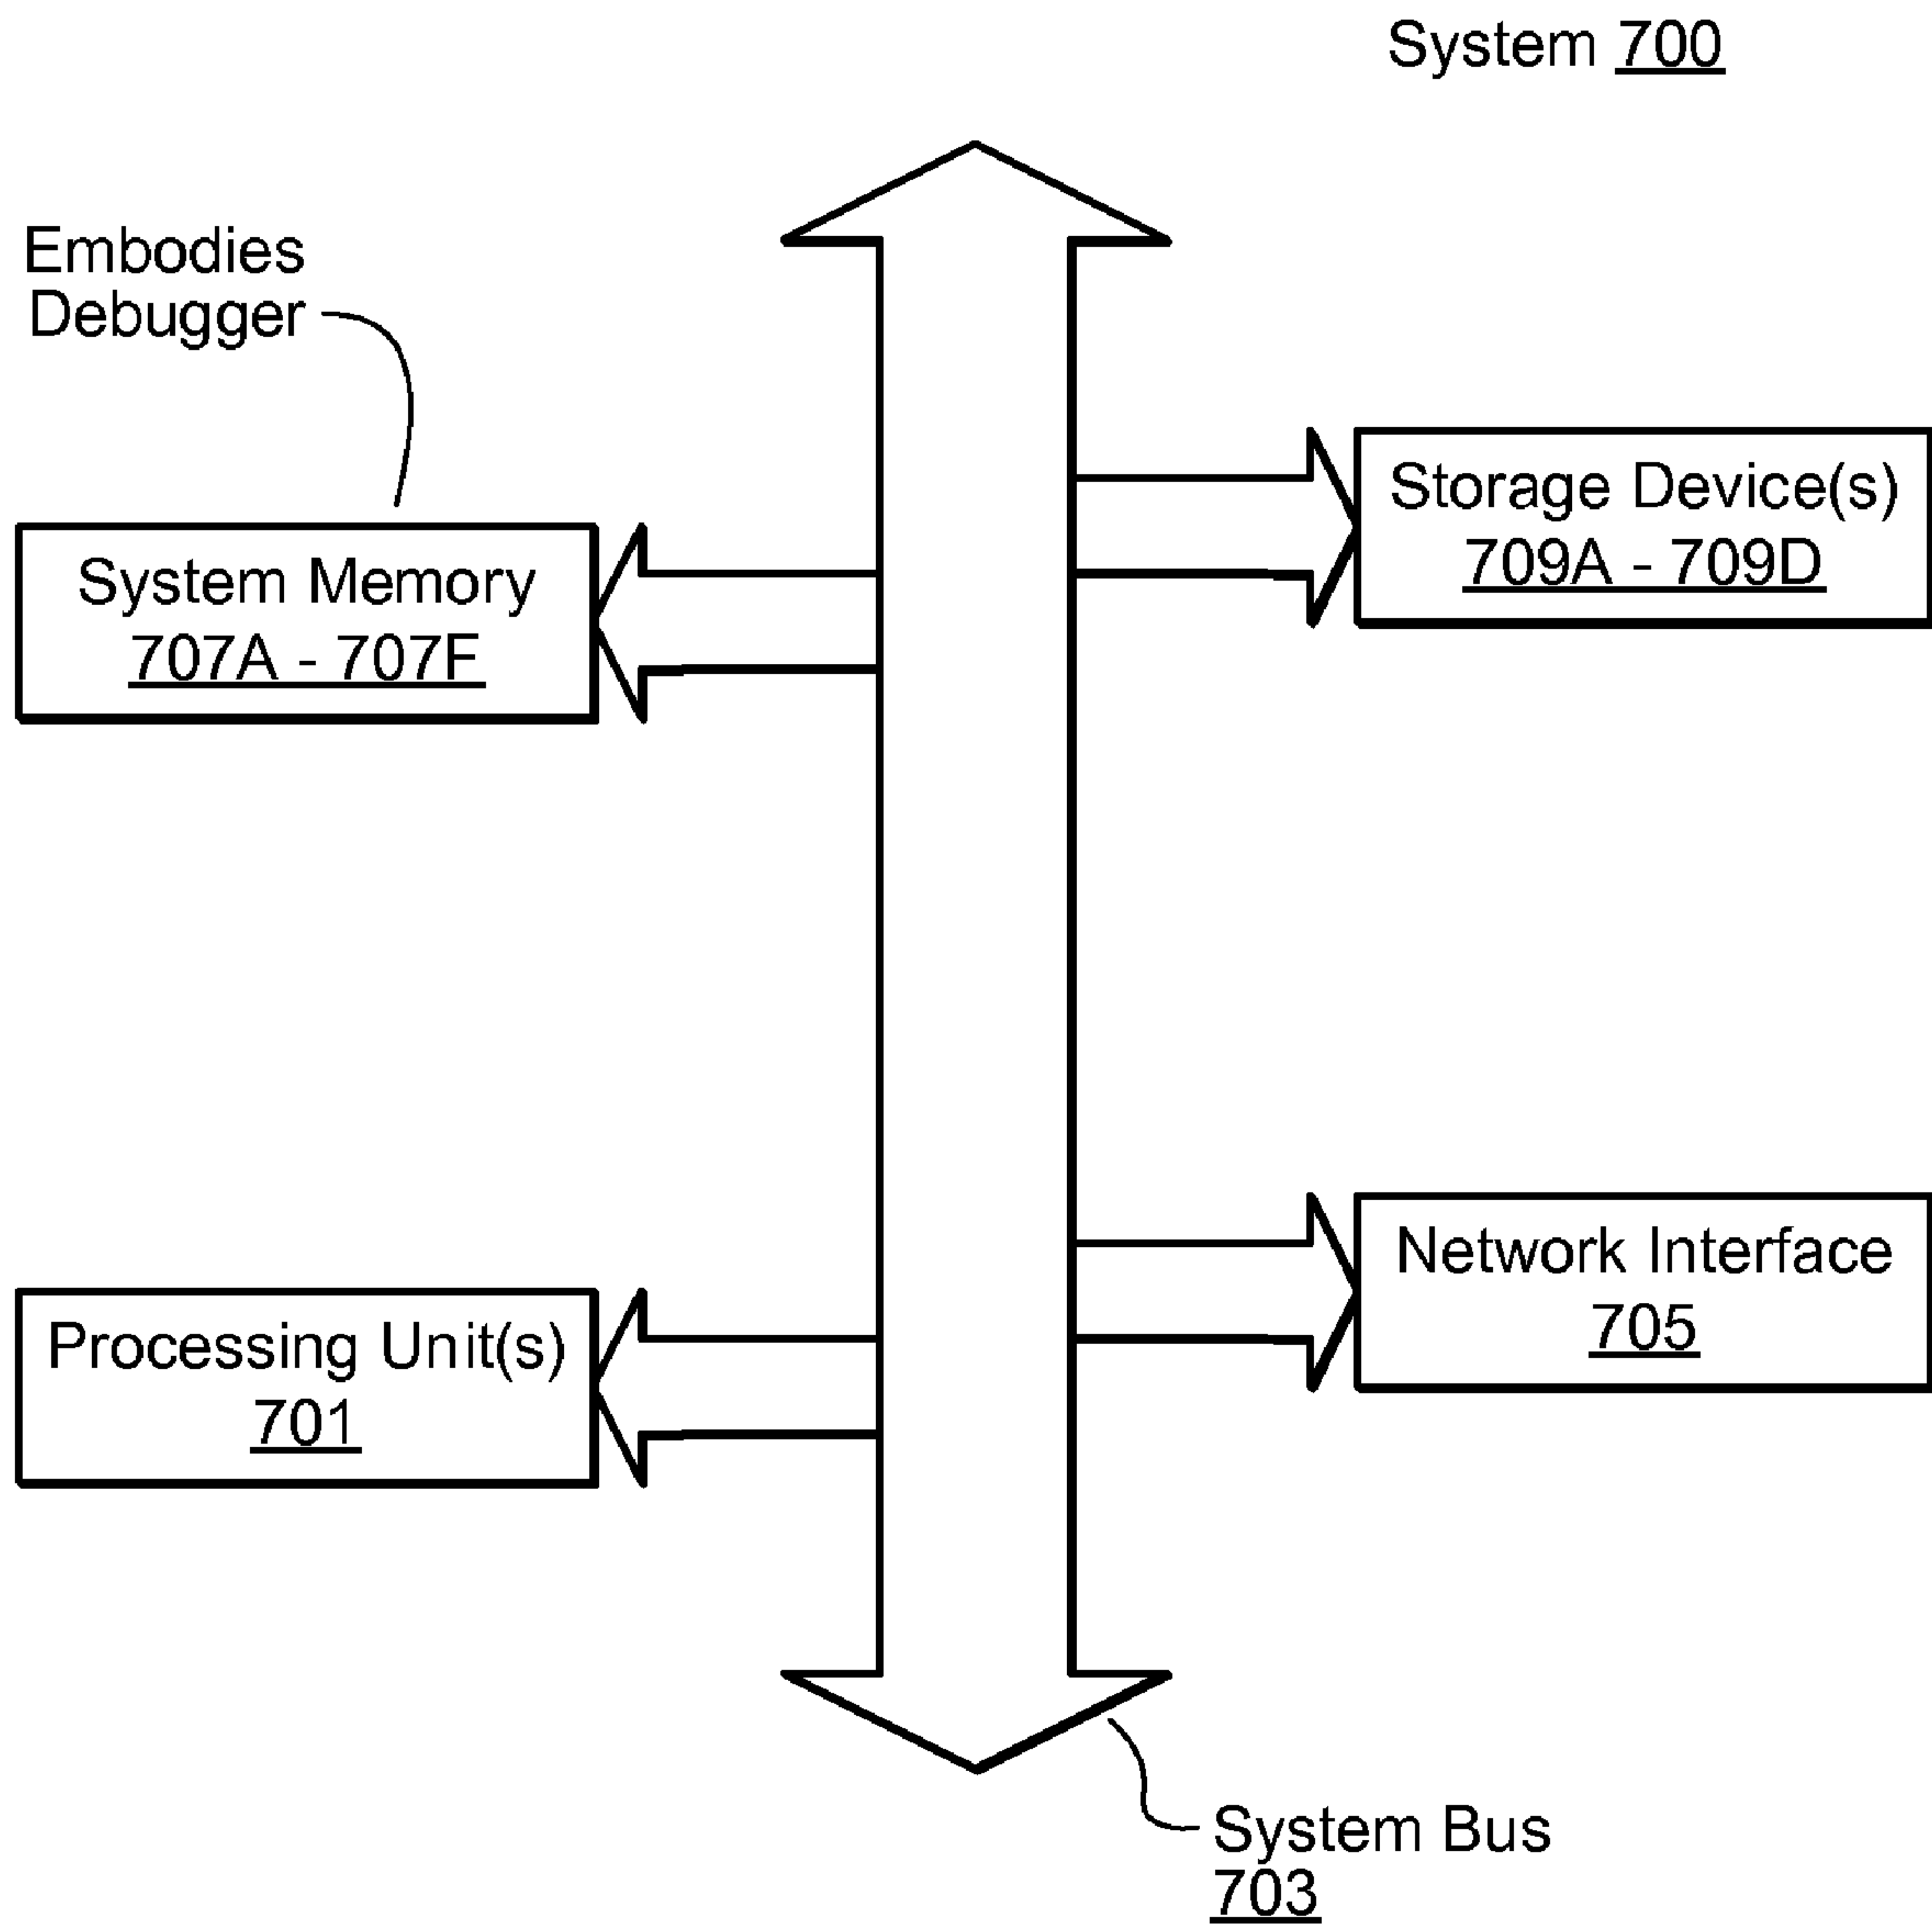 System 700
Embodies
Debugger
Storage Device(s)
709A - 709D
System Memory
707A - 707F
Network Interface
705
Processing Unit(s)
701
System Bus
703